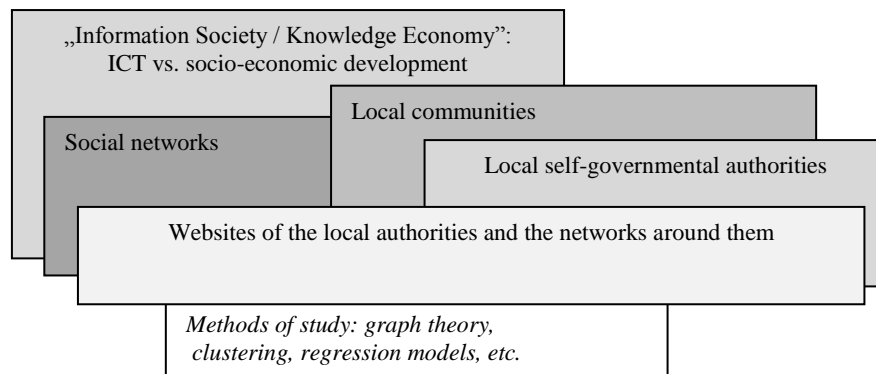 „Information Society / Knowledge Economy”:
ICT vs. socio-economic development
Local communities
Social networks
Local self-governmental authorities
Websites of the local authorities and the networks around them
Methods of study: graph theory,
clustering, regression models, etc.